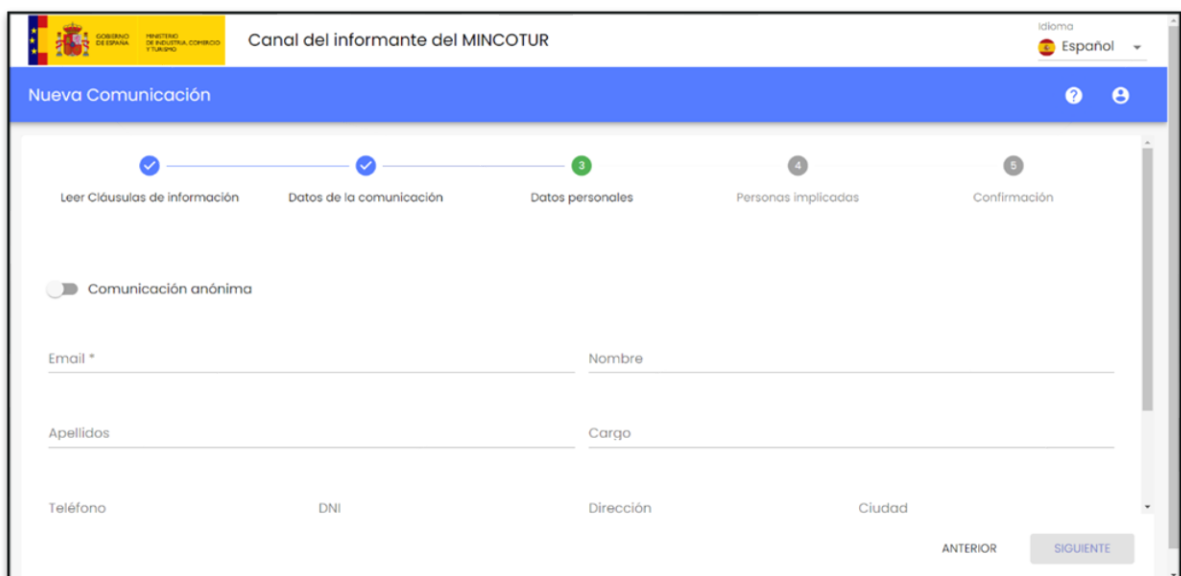 GOBIERNO DE ESPAÑA
MINISTERIO DE INDUSTRIA, COMERCIO Y TURISMO
Canal del informante del MINCOTUR
Idioma
Español
Nueva Comunicación
?
3
4
5
Leer Cláusulas de información
Datos de la comunicación
Datos personales
Personas implicadas
Confirmación
Comunicación anónima
Email *
Nombre
Apellidos
Cargo
Teléfono
DNI
Dirección
Ciudad
ANTERIOR
SIGUIENTE